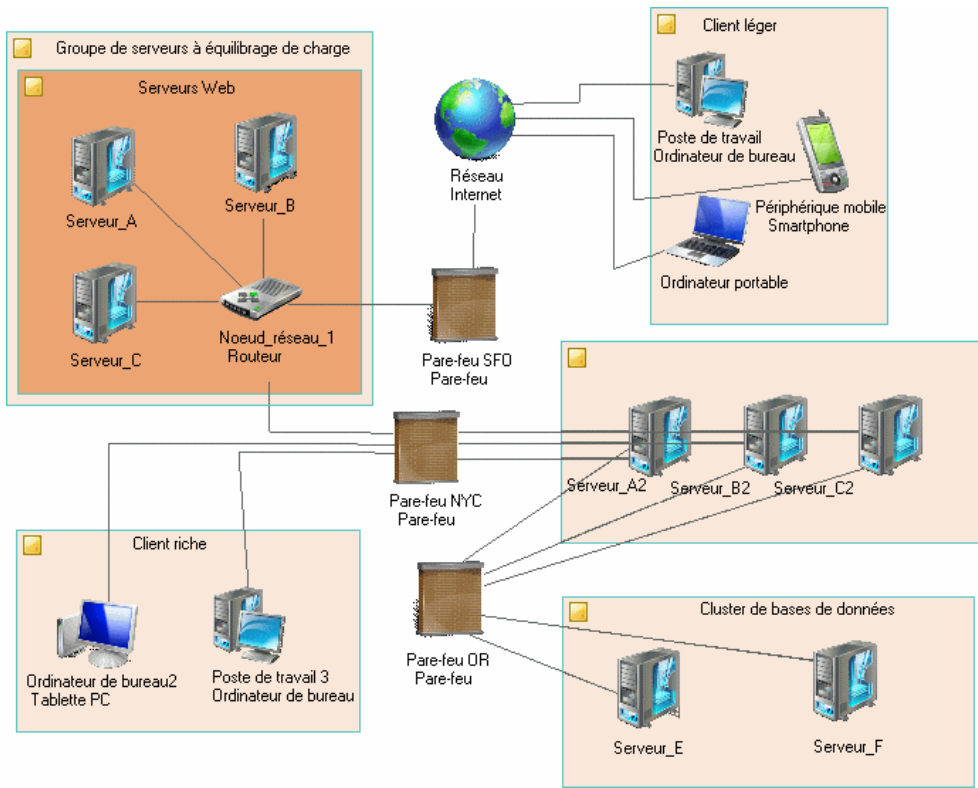 Groupe de serveurs à équilibrage de charge
Serveurs Web
Serveur_A
Serveur_B
Serveur_C
Noeud_réseau_1
Routeur
Réseau
Internet
Client léger
Poste de travail
Ordinateur de bureau
Périphérique mobile
Smartphone
Ordinateur portable
Pare-feu SFO
Pare-feu
Pare-feu NYC
Pare-feu
Serveur_A2
Serveur_B2
Serveur_C2
Client riche
Ordinateur de bureau2
Tablette PC
Poste de travail 3
Ordinateur de bureau
Pare-feu OR
Pare-feu
Cluster de bases de données
Serveur_E
Serveur_F